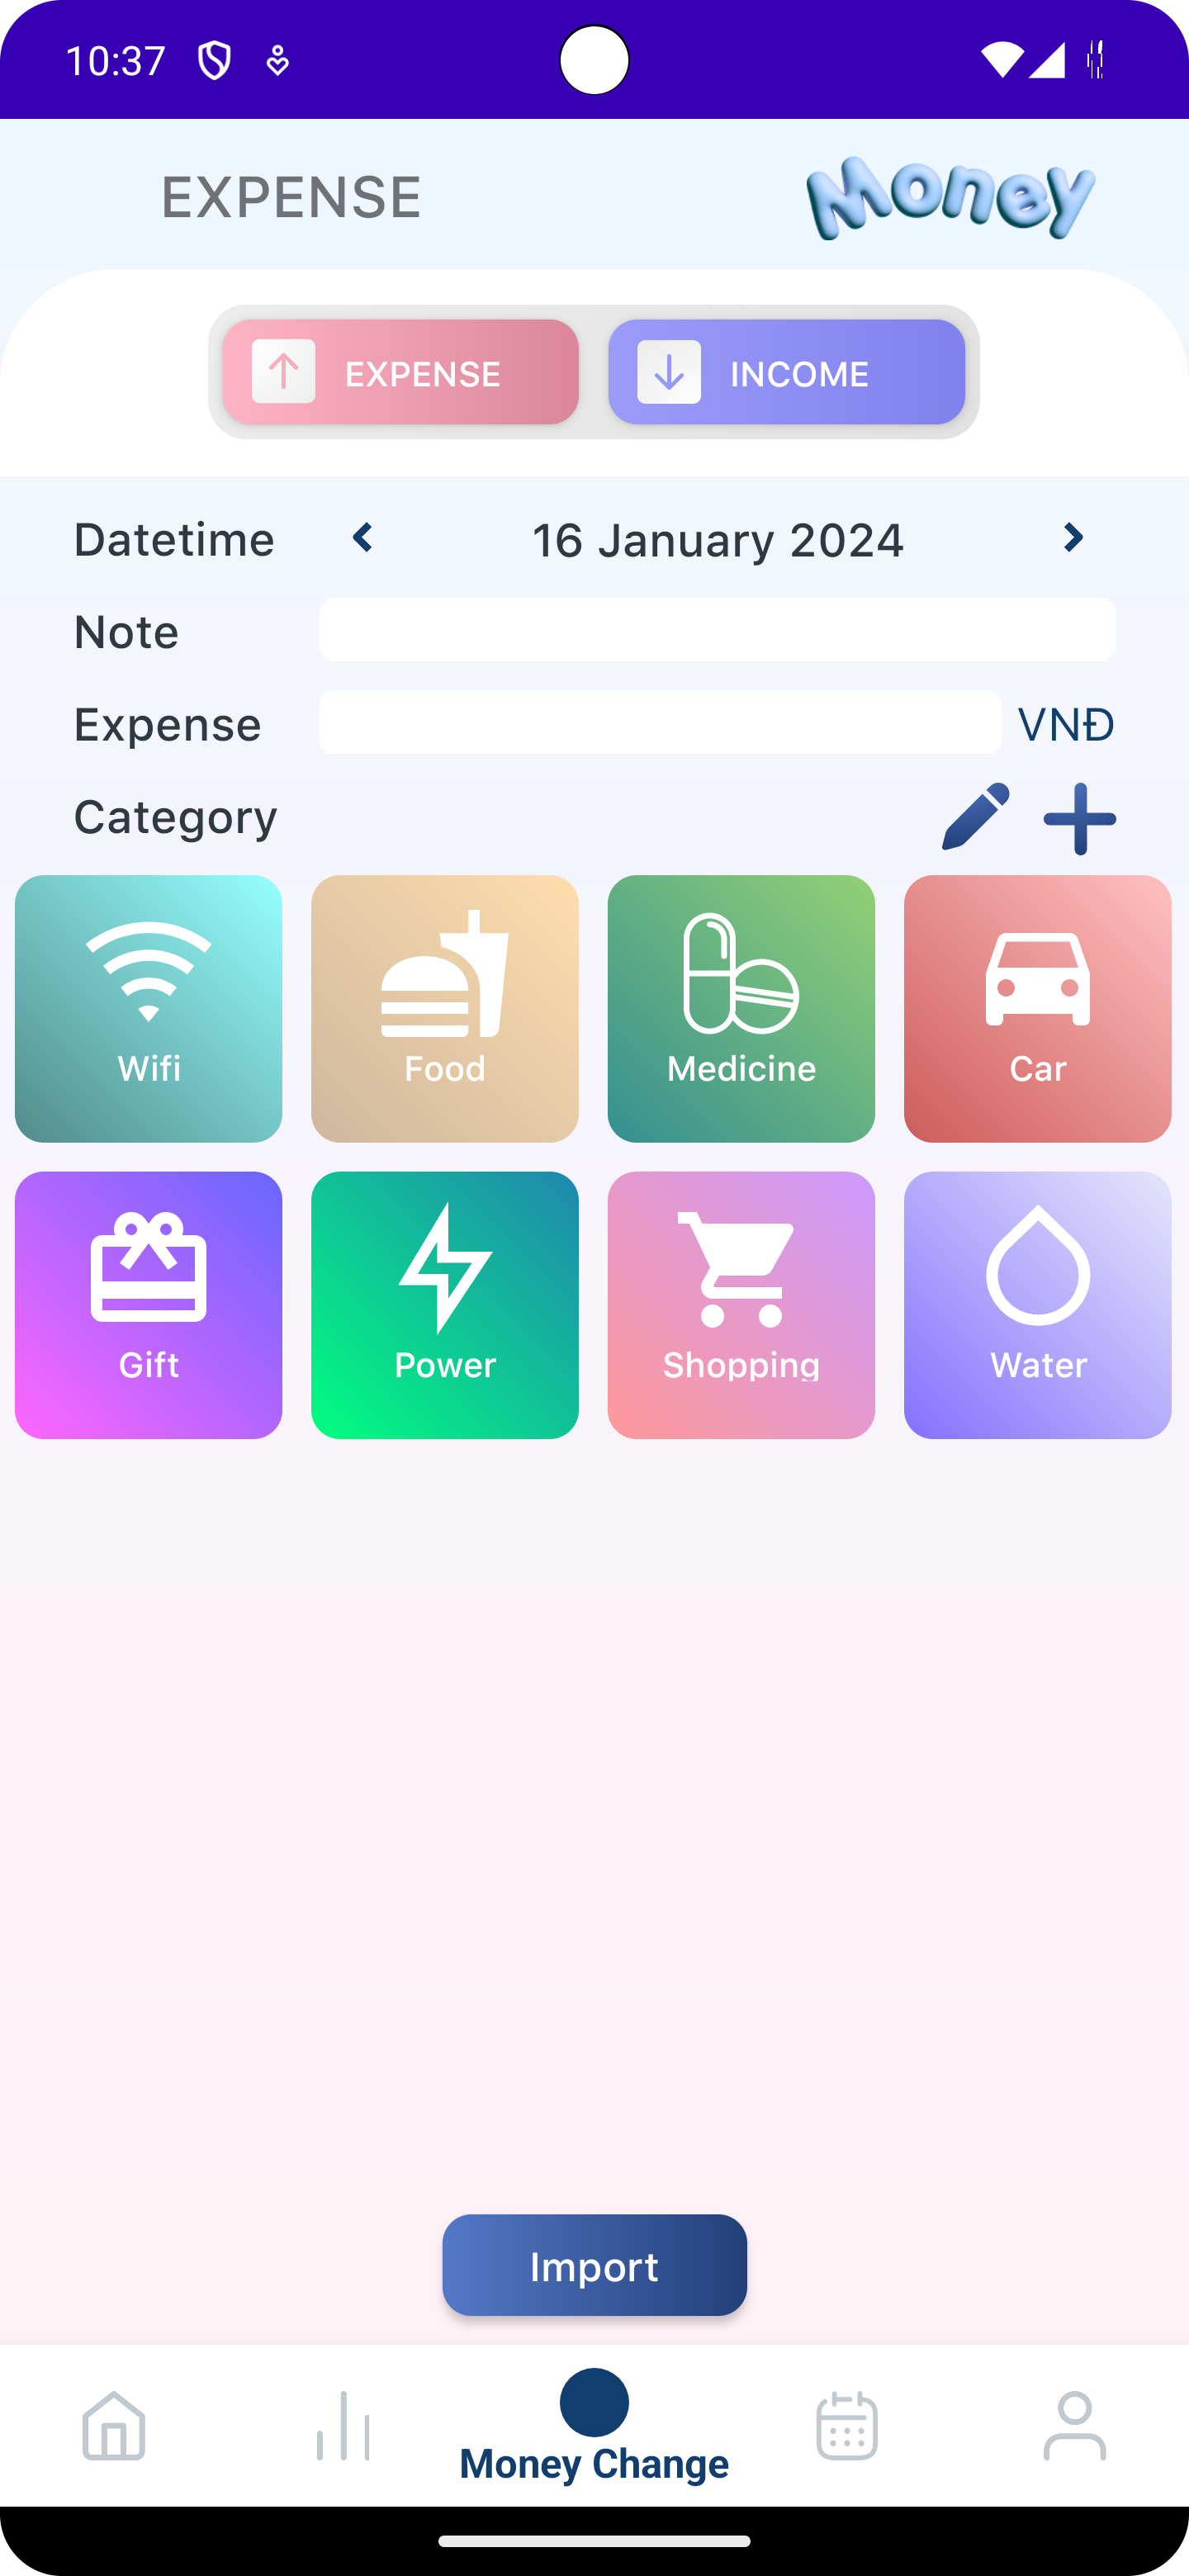 10:37
EXPENSE
Money
EXPENSE
INCOME
Datetime
16 January 2024
Note
Expense
VNĐ
Category
Wifi
Food
Medicine
Car
Gift
Power
Shopping
Water
Import
Money Change